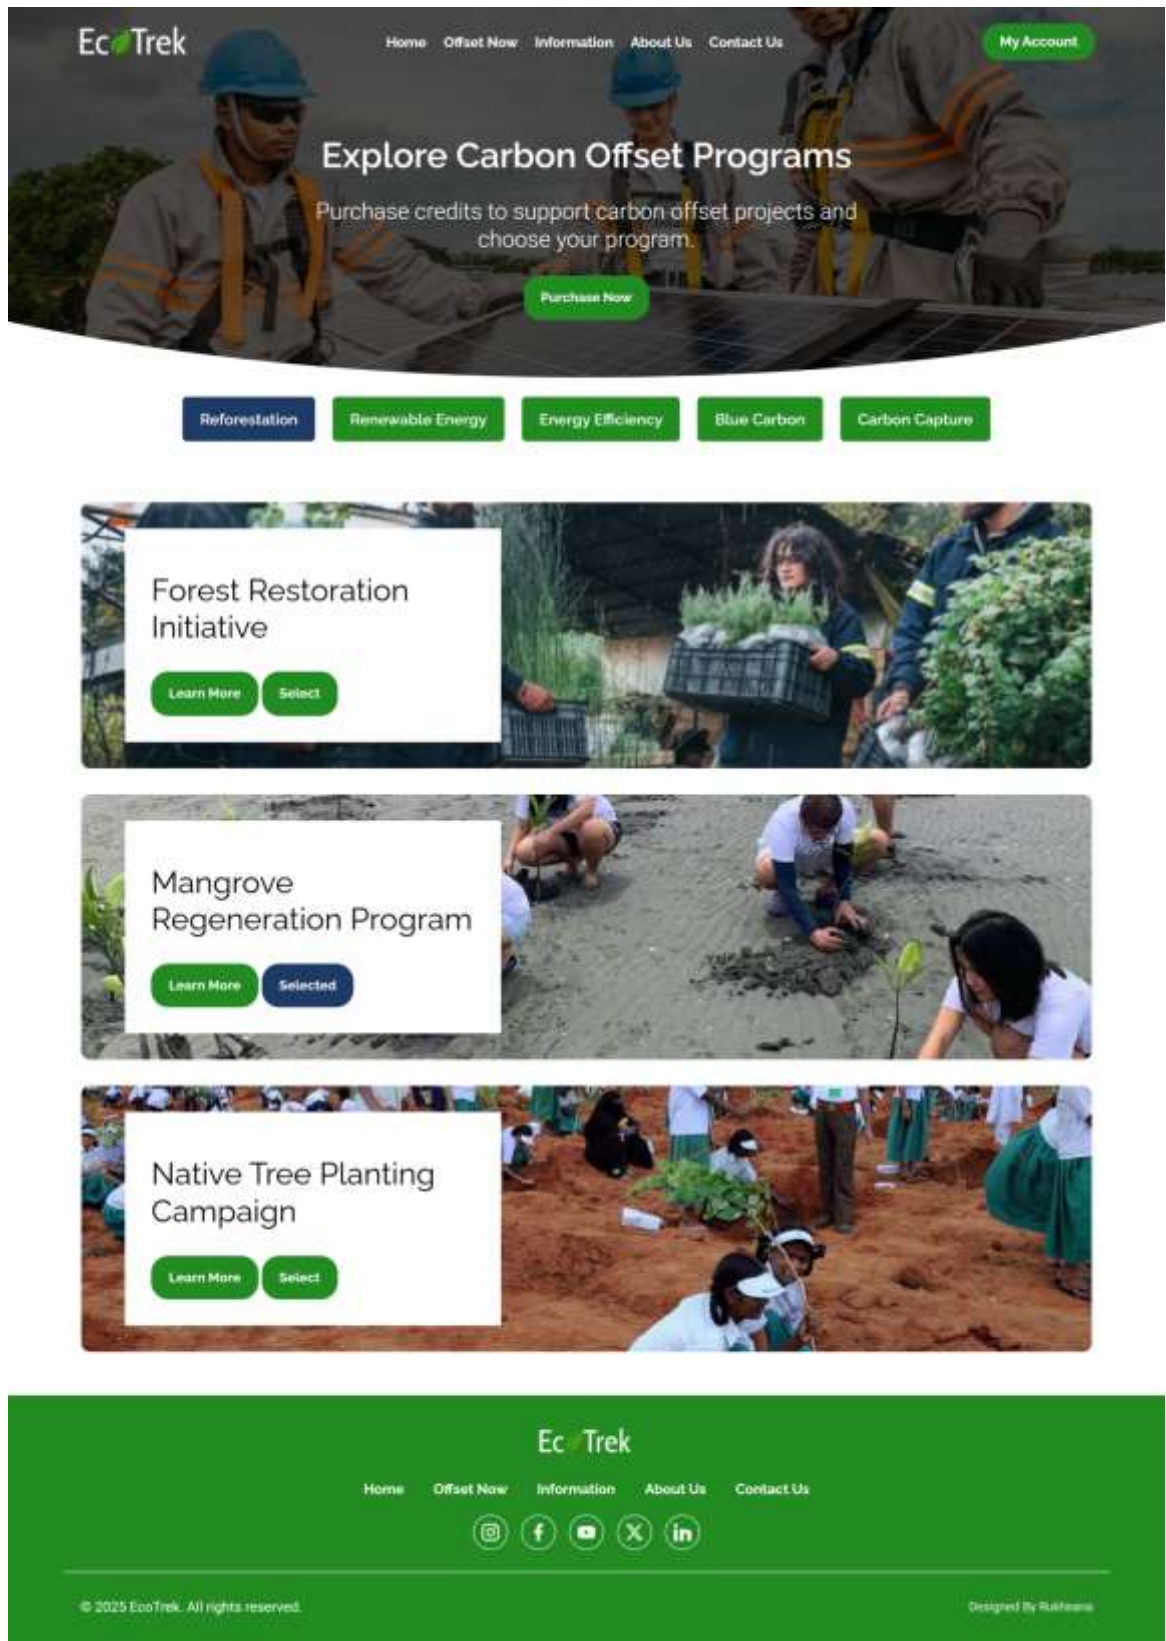 EcoTrek
Home Offset Now Information About Us Contact Us
My Account
Explore Carbon Offset Programs
Purchase credits to support carbon offset projects and
choose your program.
Purchase Now
Reforestation Renewable Energy Energy Efficiency Blue Carbon Carbon Capture
Forest Restoration
Initiative
Learn More Select
Mangrove
Regeneration Program
Learn More Selected
Native Tree Planting
Campaign
Learn More Select
EcoTrek
Home Offset Now Information About Us Contact Us
© 2025 EcoTrek. All rights reserved.
Designed By